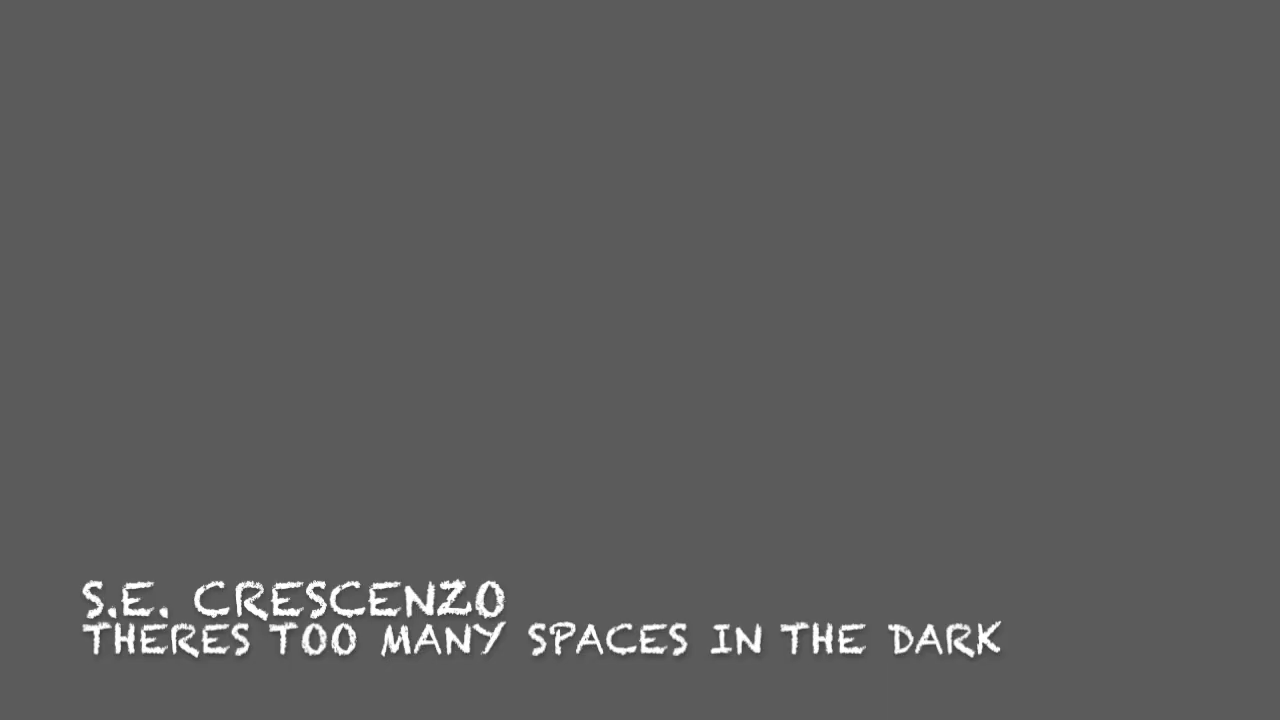 S.E. CRESCENZO
THERES TOO MANY SPACES IN THE DARK